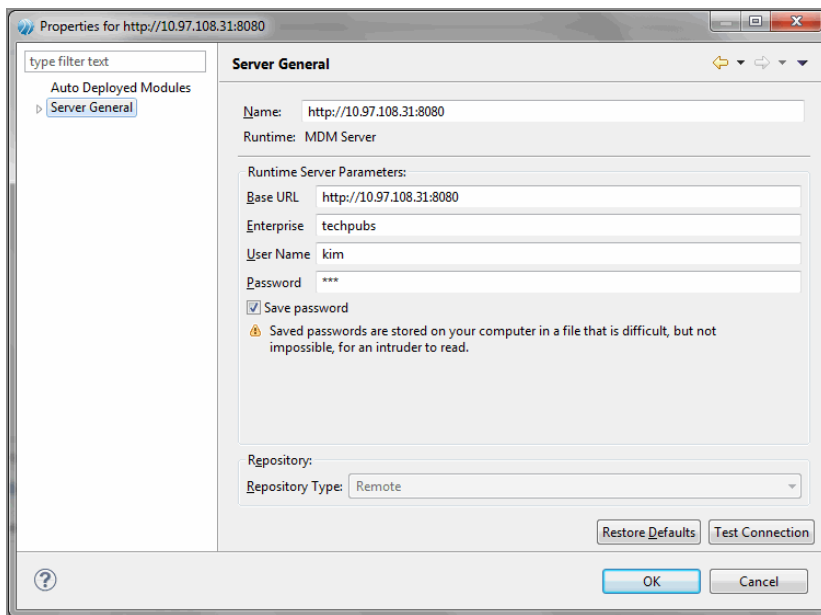 Properties for http://10.97.108.31:8080
type filter text
Auto Deployed Modules
Server General
Server General
Name: http://10.97.108.31:8080
Runtime: MDM Server
Runtime Server Parameters:
Base URL http://10.97.108.31:8080
Enterprise techpubs
User Name kim
Password ***
Save password
Saved passwords are stored on your computer in a file that is difficult, but not
impossible, for an intruder to read.
Repository:
Repository Type: Remote
Restore Defaults Test Connection
OK Cancel